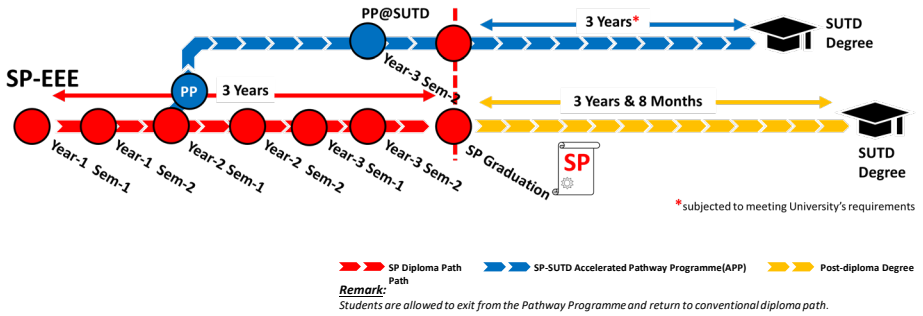 PP@SUTD
3 Years*
SUTD
Degree
Year-3 Sem-2
SP-EEE
PP
3 Years
3 Years & 8 Months
Year-1 Sem-1
Year-1 Sem-2
Year-2 Sem-1
Year-2 Sem-2
Year-3 Sem-1
Year-3 Sem-2
SP Graduation
SP
SUTD
Degree
*subjected to meeting University's requirements
SP Diploma Path
Path
SP-SUTD Accelerated Pathway Programme(APP)
Post-diploma Degree
Remark:
Students are allowed to exit from the Pathway Programme and return to conventional diploma path.